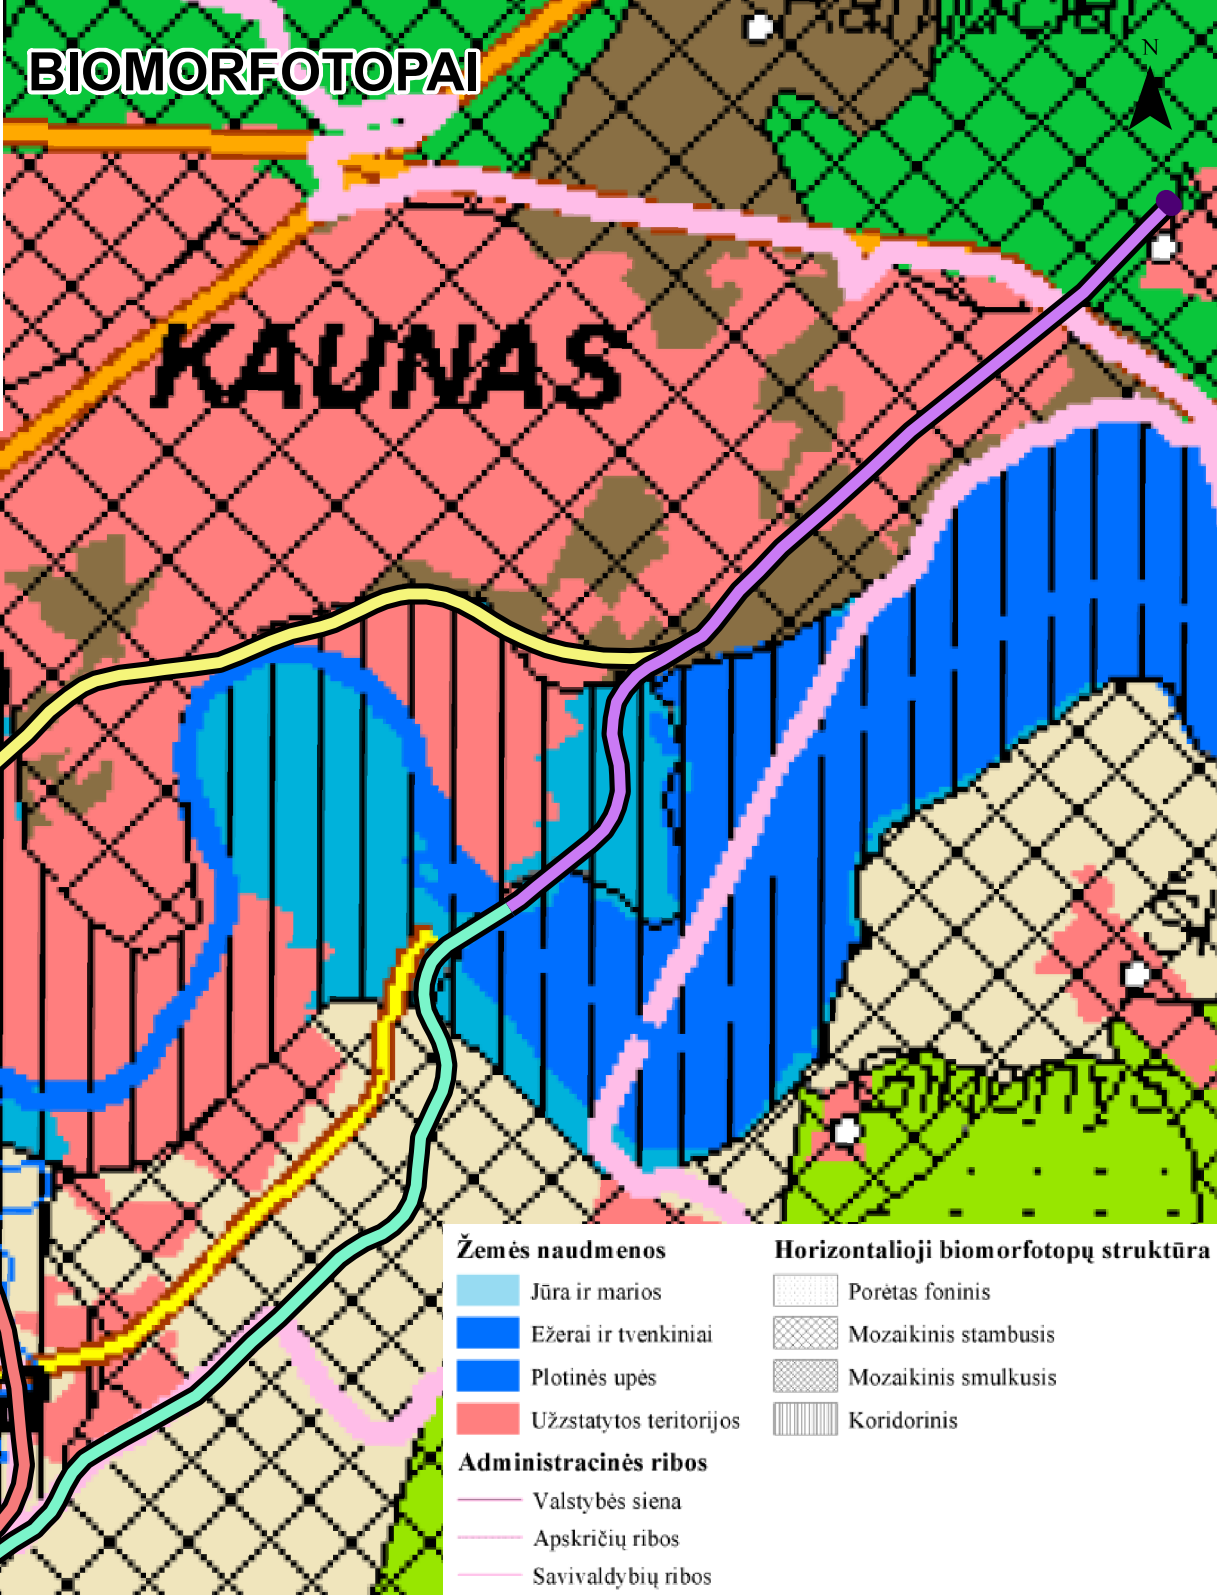 BIOMORFOTOPAI
N
KAUNAS
Žemės naudmenos
Jūra ir marios
Ežerai ir tvenkiniai
Plotinės upės
Užzstatytos teritorijos
Administracinės ribos
Valstybės siena
Apskričių ribos
Savivaldybių ribos
Horizontalioji biomorfotopų struktūra
Porėtas foninis
Mozaikinis stambusis
Mozaikinis smulkusis
Koridorinis